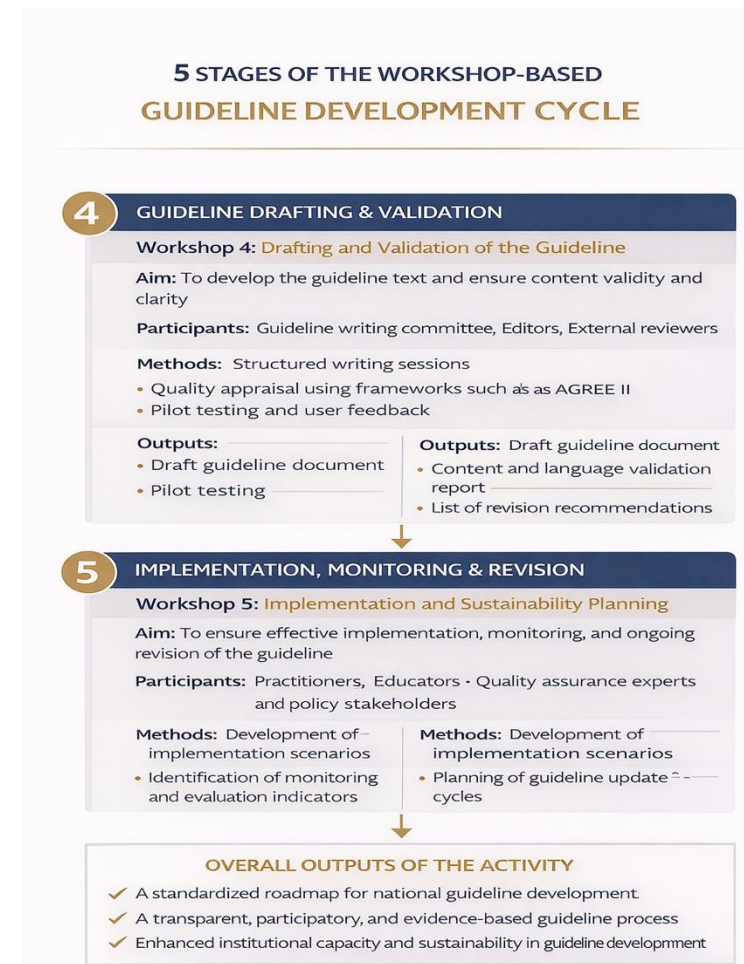 5 STAGES OF THE WORKSHOP-BASED
GUIDELINE DEVELOPMENT CYCLE
4
GUIDELINE DRAFTING & VALIDATION
Workshop 4: Drafting and Validation of the Guideline
Aim: To develop the guideline text and ensure content validity and
clarity
Participants: Guideline writing committee, Editors, External reviewers
Methods: Structured writing sessions
• Quality appraisal using frameworks such as as AGREE II
• Pilot testing and user feedback
Outputs:
• Draft guideline document
• Pilot testing
Outputs: Draft guideline document
• Content and language validation
report
• List of revision recommendations
5
IMPLEMENTATION, MONITORING & REVISION
Workshop 5: Implementation and Sustainability Planning
Aim: To ensure effective implementation, monitoring, and ongoing
revision of the guideline
Participants: Practitioners, Educators · Quality assurance experts
and policy stakeholders
Methods: Development of
implementation scenarios
• Identification of monitoring
and evaluation indicators
Methods: Development of
implementation scenarios
• Planning of guideline update
cycles
OVERALL OUTPUTS OF THE ACTIVITY
✓ A standardized roadmap for national guideline development.
✓ A transparent, participatory, and evidence-based guideline process
✓ Enhanced institutional capacity and sustainability in guideline developmment